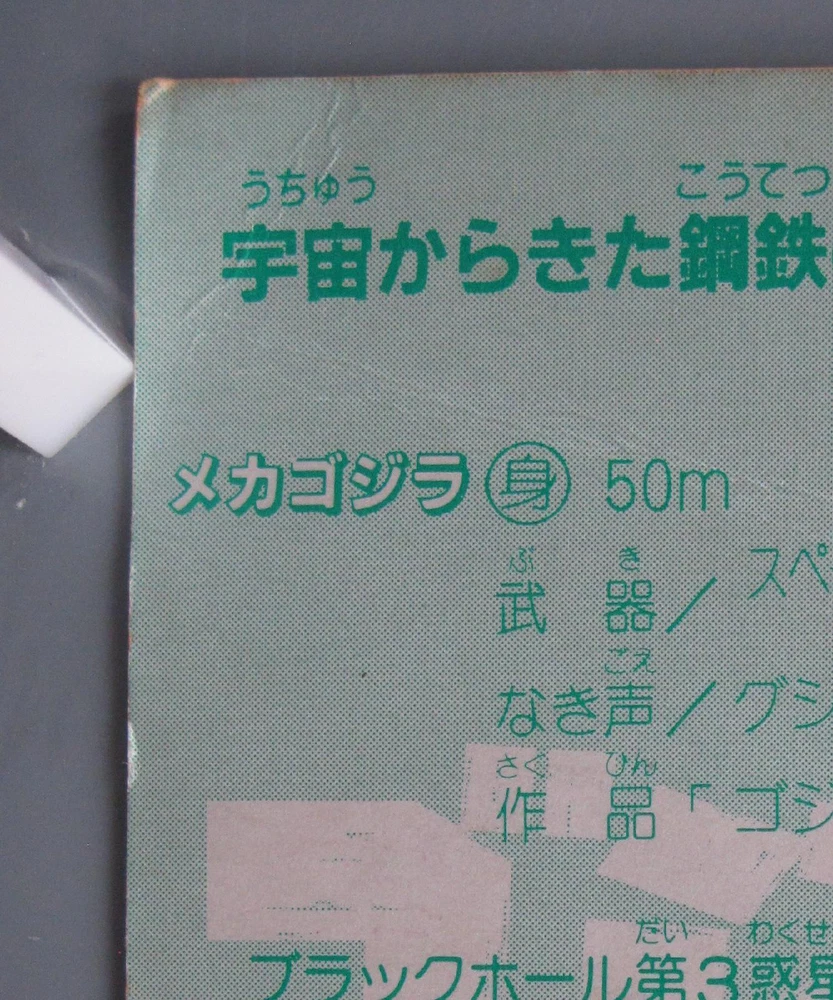 うちゅう こうてつ
宇宙からきた鋼鉄
メカゴジラ 身 50m
ぶき
武器／スペ
ごえ
なき声／グシ
さくひん
作品「ゴジ
だい わくせ
ブラックホール第3惑星